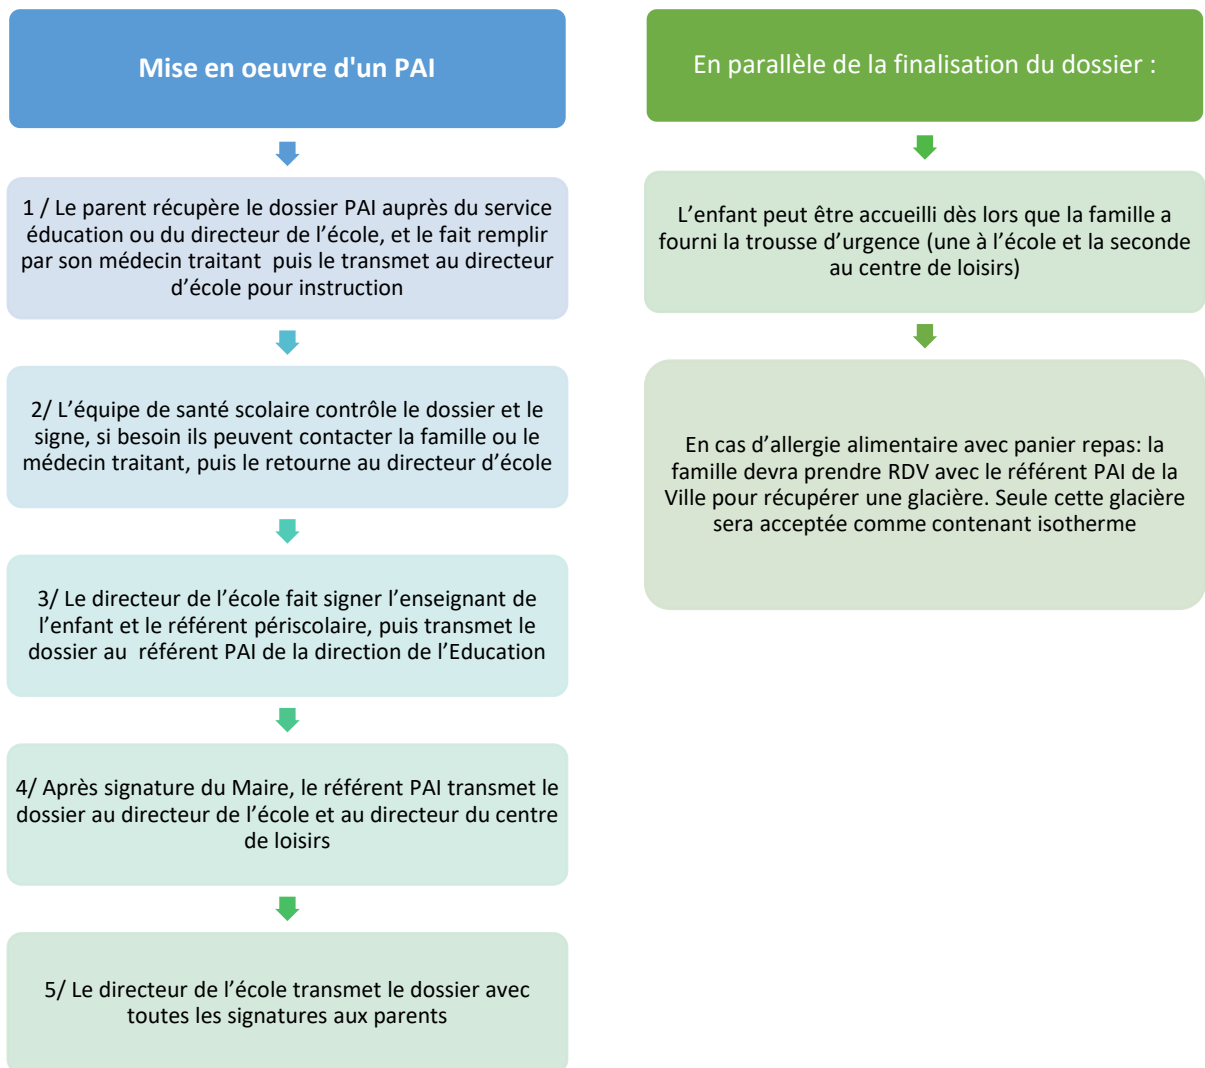 Mise en oeuvre d'un PAI
1 / Le parent récupère le dossier PAI auprès du service
éducation ou du directeur de l’école, et le fait remplir
par son médecin traitant  puis le transmet au directeur
d’école pour instruction
2/ L’équipe de santé scolaire contrôle le dossier et le
signe, si besoin ils peuvent contacter la famille ou le
médecin traitant, puis le retourne au directeur d’école
3/ Le directeur de l’école fait signer l’enseignant de
l’enfant et le référent périscolaire, puis transmet le
dossier au  référent PAI de la direction de l’Education
4/ Après signature du Maire, le référent PAI transmet le
dossier au directeur de l’école et au directeur du centre
de loisirs
5/ Le directeur de l’école transmet le dossier avec
toutes les signatures aux parents
En parallèle de la finalisation du dossier :
L’enfant peut être accueilli dès lors que la famille a
fourni la trousse d’urgence (une à l’école et la seconde
au centre de loisirs)
En cas d’allergie alimentaire avec panier repas: la
famille devra prendre RDV avec le référent PAI de la
Ville pour récupérer une glacière. Seule cette glacière
sera acceptée comme contenant isotherme